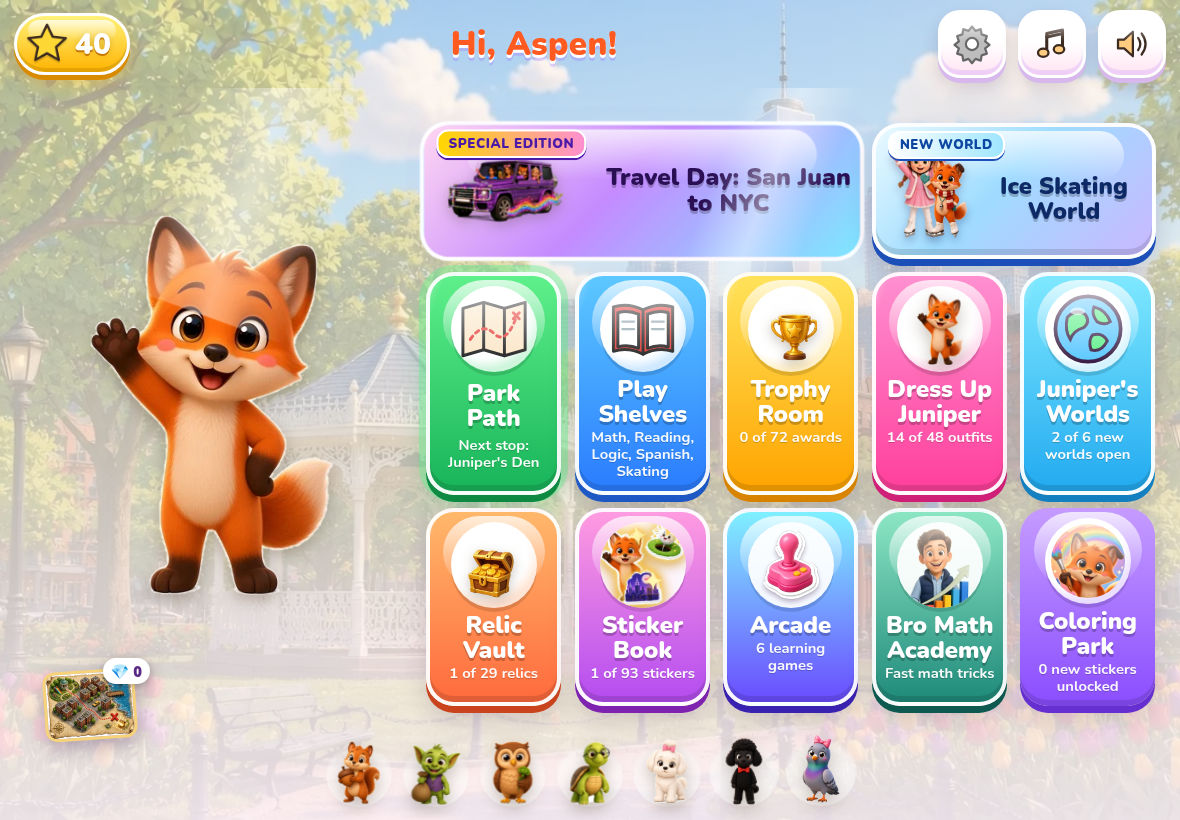 40
Hi, Aspen!
SPECIAL EDITION
Travel Day: San Juan
to NYC
NEW WORLD
Ice Skating
World
Park
Path
Next stop:
Juniper's Den
Play
Shelves
Math, Reading,
Logic, Spanish,
Skating
Trophy
Room
0 of 72 awards
Dress Up
Juniper
14 of 48 outfits
Juniper's
Worlds
2 of 6 new
worlds open
Relic
Vault
1 of 29 relics
Sticker
Book
1 of 93 stickers
Arcade
6 learning
games
Bro Math
Academy
Fast math tricks
Coloring
Park
0 new stickers
unlocked
0